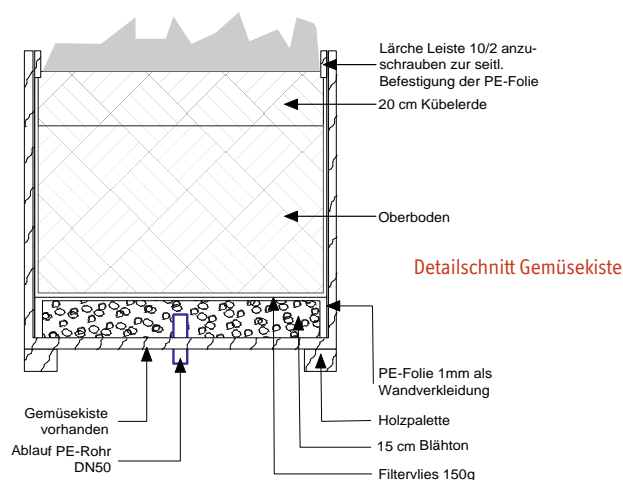 Lärche Leiste 10/2 anzu-
schrauben zur seitl.
Befestigung der PE-Folie
20 cm Kübelerde
Oberboden
Detailschnitt Gemüsekiste
PE-Folie 1mm als
Wandverkleidung
Gemüsekiste
vorhanden
Holzpalette
Ablauf PE-Rohr
DN50
15 cm Blähton
Filtervlies 150g